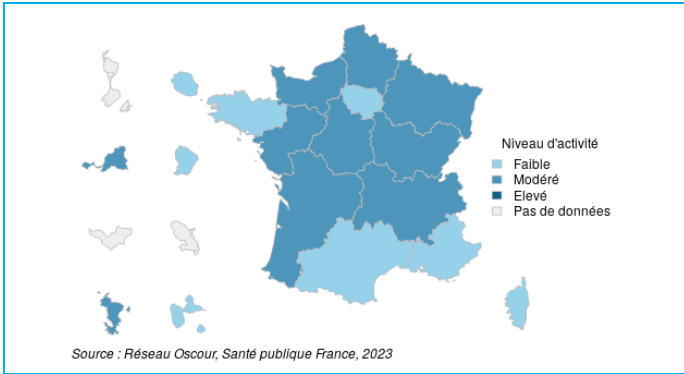 Niveau d'activité
Faible
Modéré
Elevé
Pas de données
Source : Réseau Oscour, Santé publique France, 2023